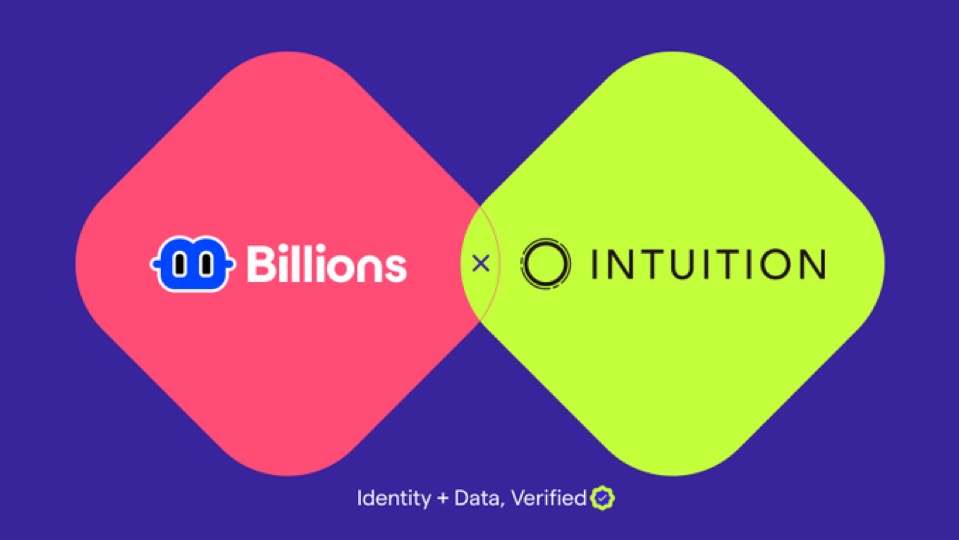 Billions
×
INTUITION
Identity + Data, Verified